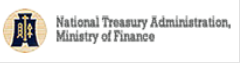 National Treasury Administration,
Ministry of Finance